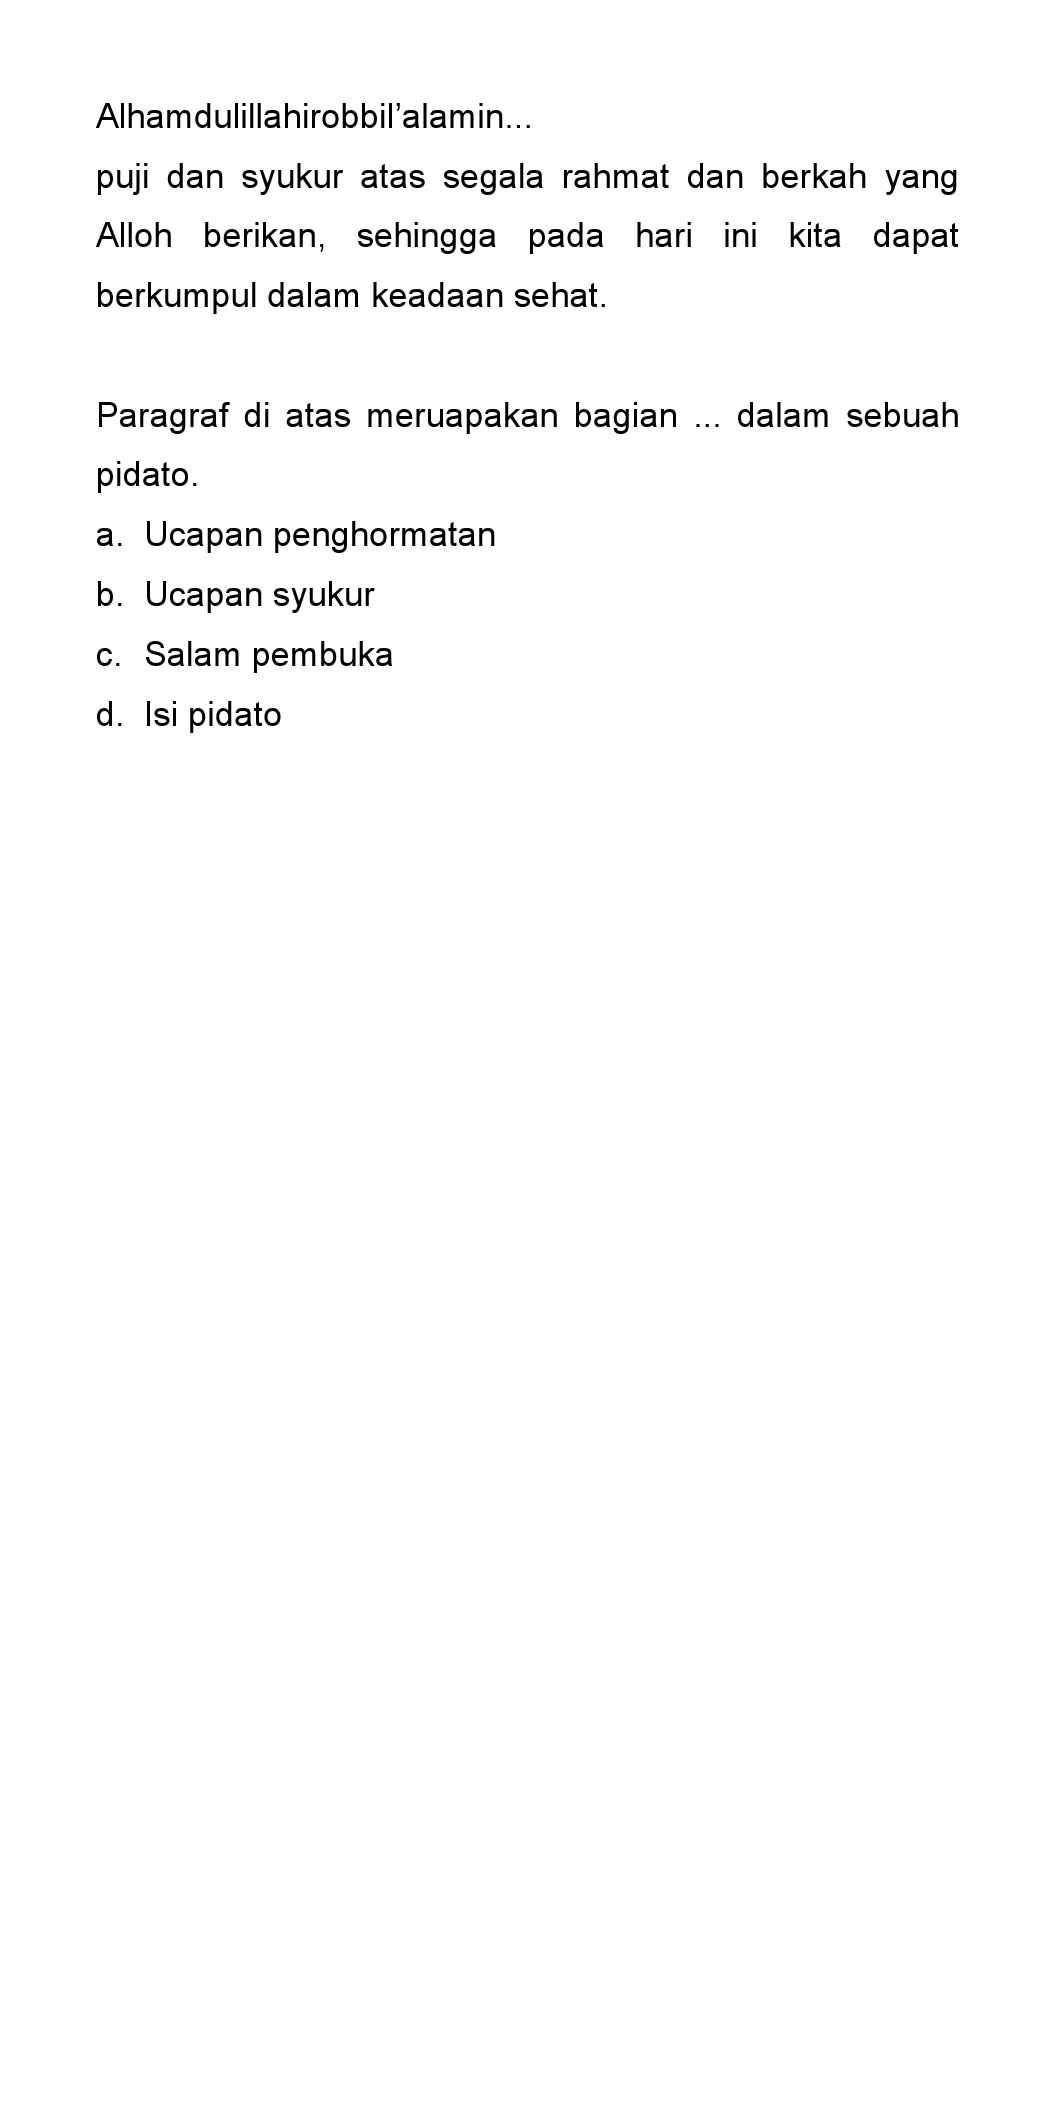 Alhamdulillahirobbil’alamin...
puji dan syukur atas segala rahmat dan berkah yang
Alloh berikan, sehingga pada hari ini kita dapat
berkumpul dalam keadaan sehat.
Paragraf di atas meruapakan bagian ... dalam sebuah
pidato.
a. Ucapan penghormatan
b. Ucapan syukur
c. Salam pembuka
d. Isi pidato